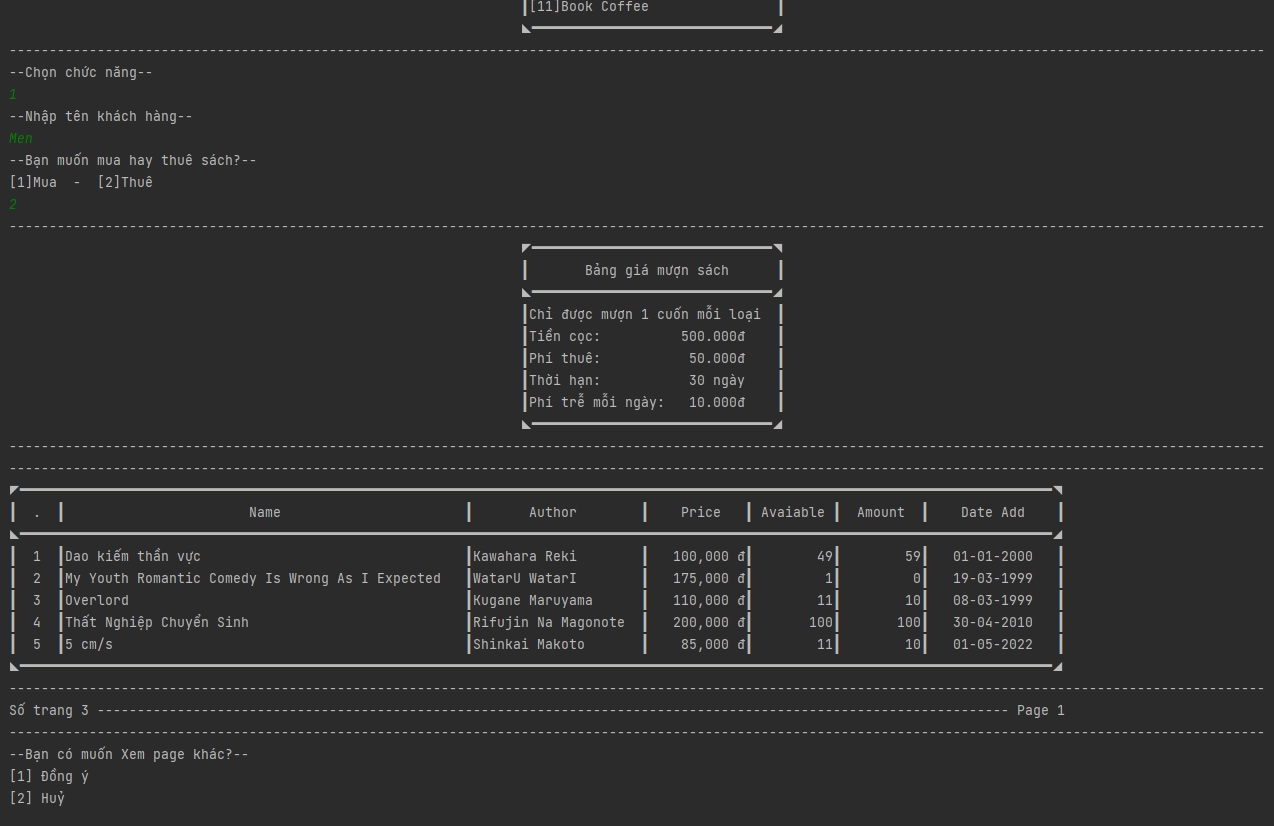 [11]Book Coffee
--Chọn chức năng--
1
--Nhập tên khách hàng--
Men
--Bạn muốn mua hay thuê sách?--
[1]Mua - [2]Thuê
2
Bảng giá mượn sách
Chỉ được mượn 1 cuốn mỗi loại
Tiền cọc: 500.000đ
Phí thuê: 50.000đ
Thời hạn: 30 ngày
Phí trễ mỗi ngày: 10.000đ
. Name Author Price Avaiable Amount Date Add
1 Dao kiếm thần vực Kawahara Reki 100,000 đ 49 59 01-01-2000
2 My Youth Romantic Comedy Is Wrong As I Expected WatarU WatarI 175,000 đ 1 0 19-03-1999
3 Overlord Kugane Maruyama 110,000 đ 11 10 08-03-1999
4 Thất Nghiệp Chuyển Sinh Rifujin Na Magonote 200,000 đ 100 100 30-04-2010
5 5 cm/s Shinkai Makoto 85,000 đ 11 10 01-05-2022
Số trang 3 Page 1
--Bạn có muốn Xem page khác?--
[1] Đồng ý
[2] Huỷ